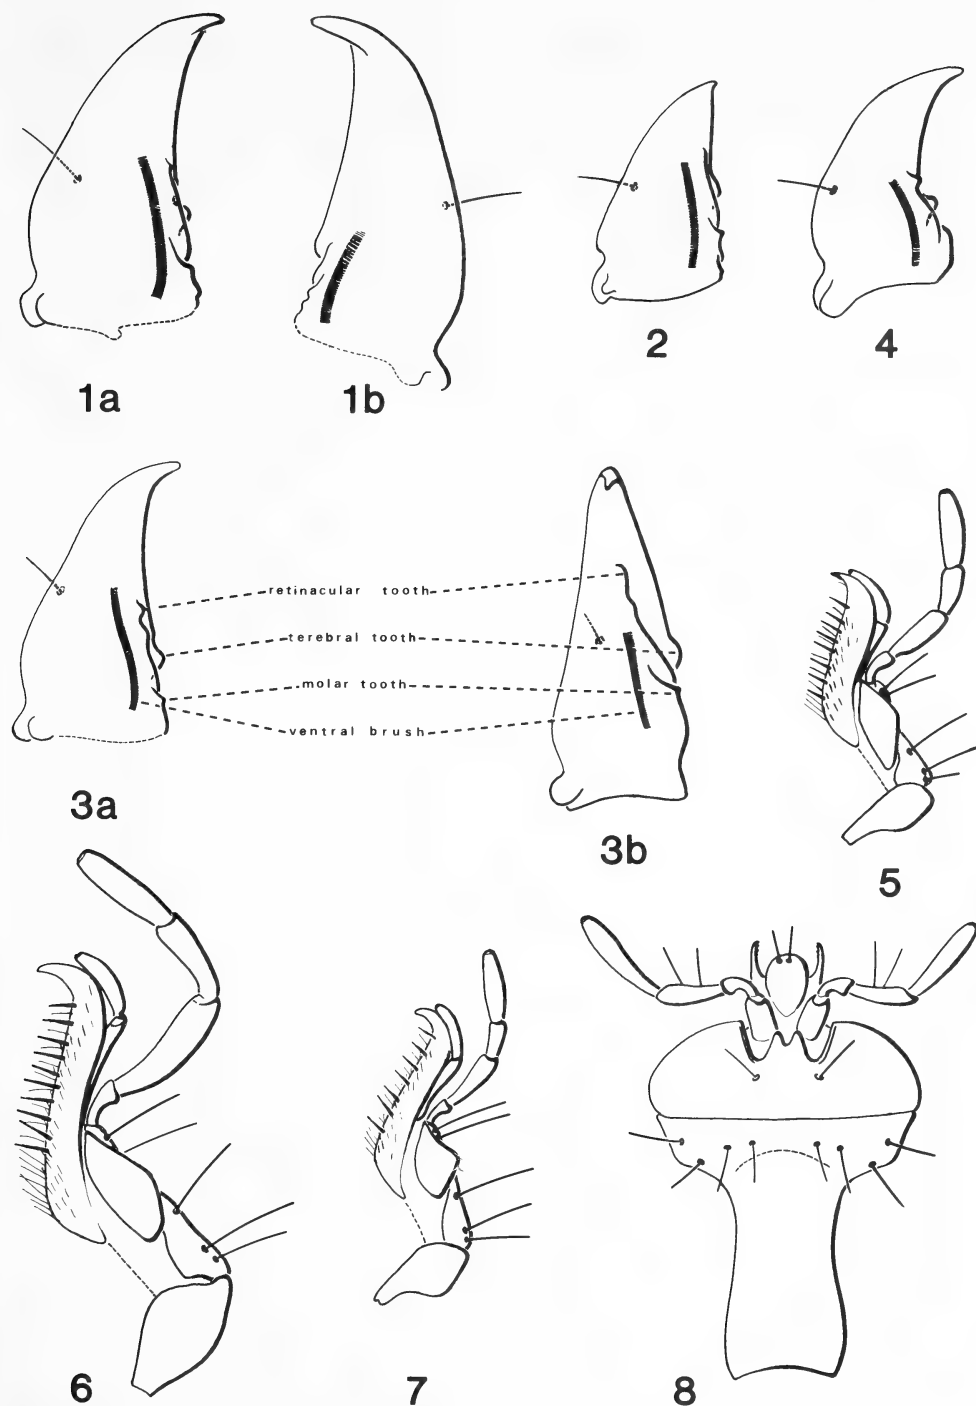 1a
1b
2
4
retinacular tooth
terebral tooth
molar tooth
ventral brush
3a
3b
5
6
7
8